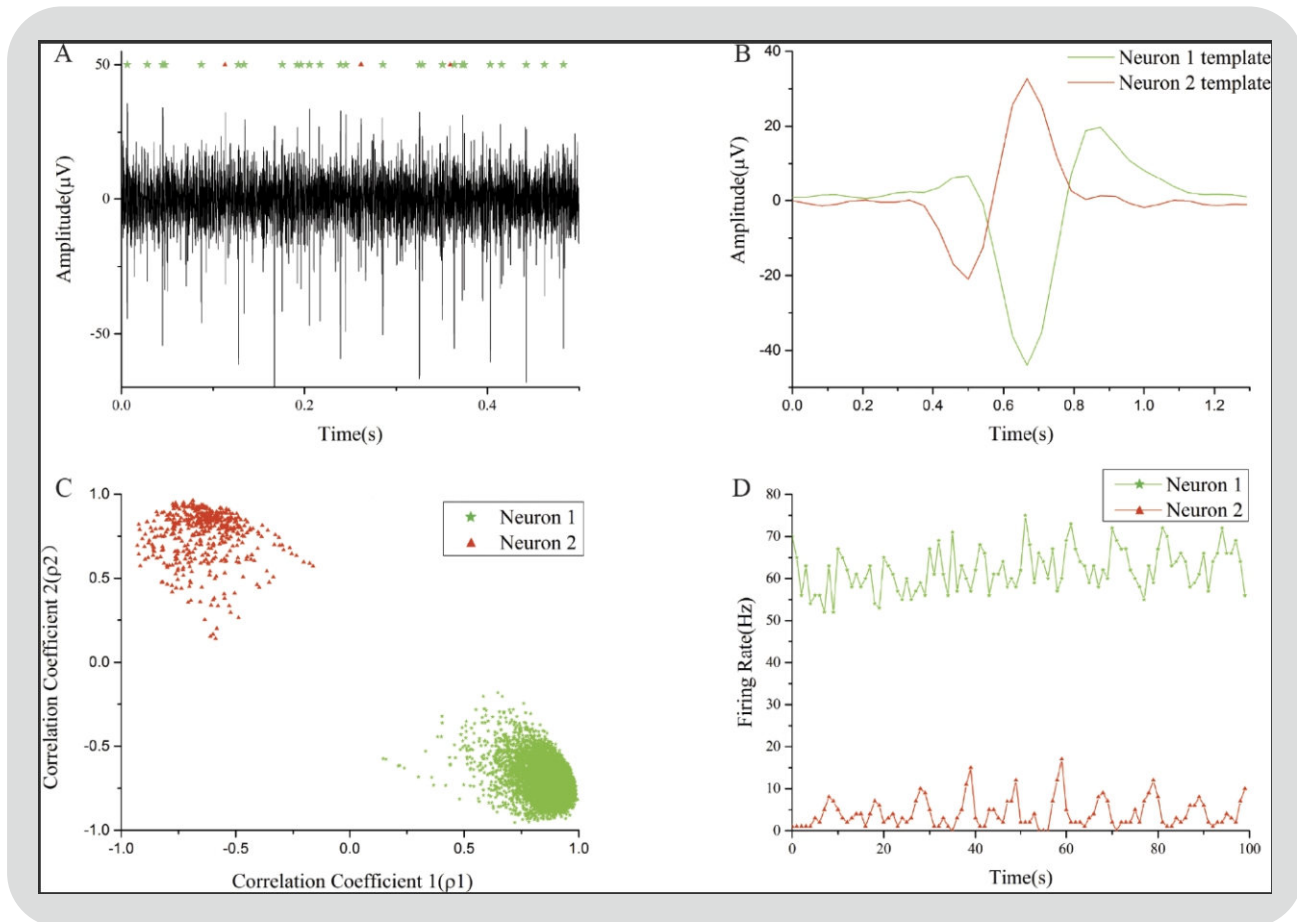 A
50
0
-50
Amplitude(μV)
0.0
0.2
0.4
Time(s)
B
Neuron 1 template
Neuron 2 template
40
20
0
-20
-40
Amplitude(μV)
0.0
0.2
0.4
0.6
0.8
1.0
1.2
Time(s)
C
Neuron 1
Neuron 2
1.0
0.5
0.0
-0.5
-1.0
Correlation Coefficient 2(ρ2)
-1.0
-0.5
0.0
0.5
1.0
Correlation Coefficient 1(ρ1)
D
Neuron 1
Neuron 2
80
70
60
50
40
30
20
10
0
Firing Rate(Hz)
0
20
40
60
80
100
Time(s)